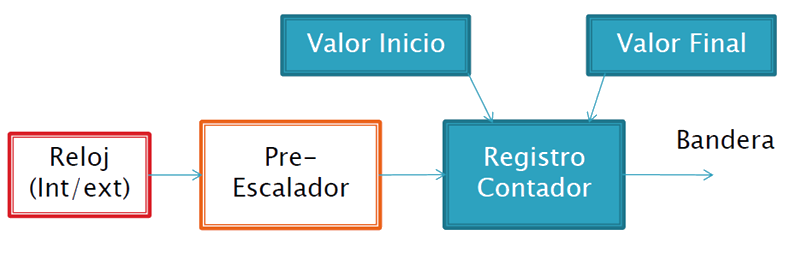 Valor Inicio
Valor Final
Reloj
(Int/ext)
Pre-
Escalador
Registro
Contador
Bandera